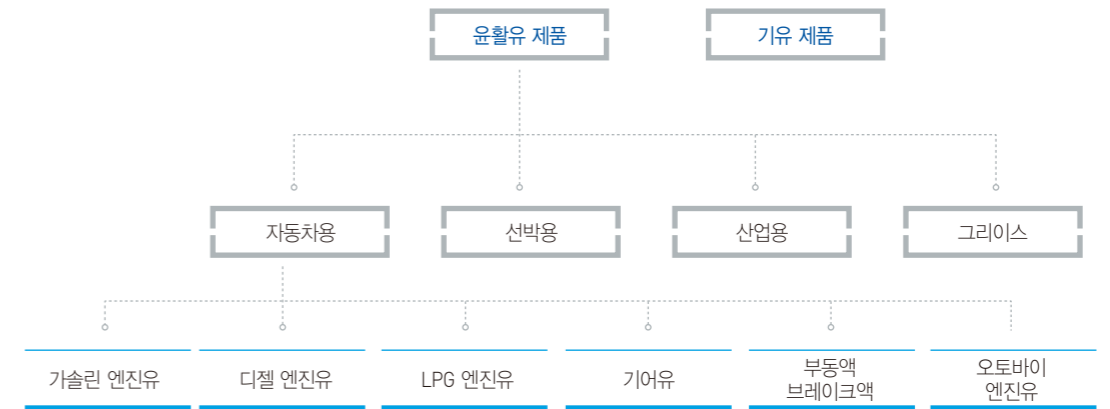 윤활유 제품
기유 제품
자동차용
선박용
산업용
그리이스
가솔린 엔진유
디젤 엔진유
LPG 엔진유
기어유
부동액
브레이크액
오토바이
엔진유